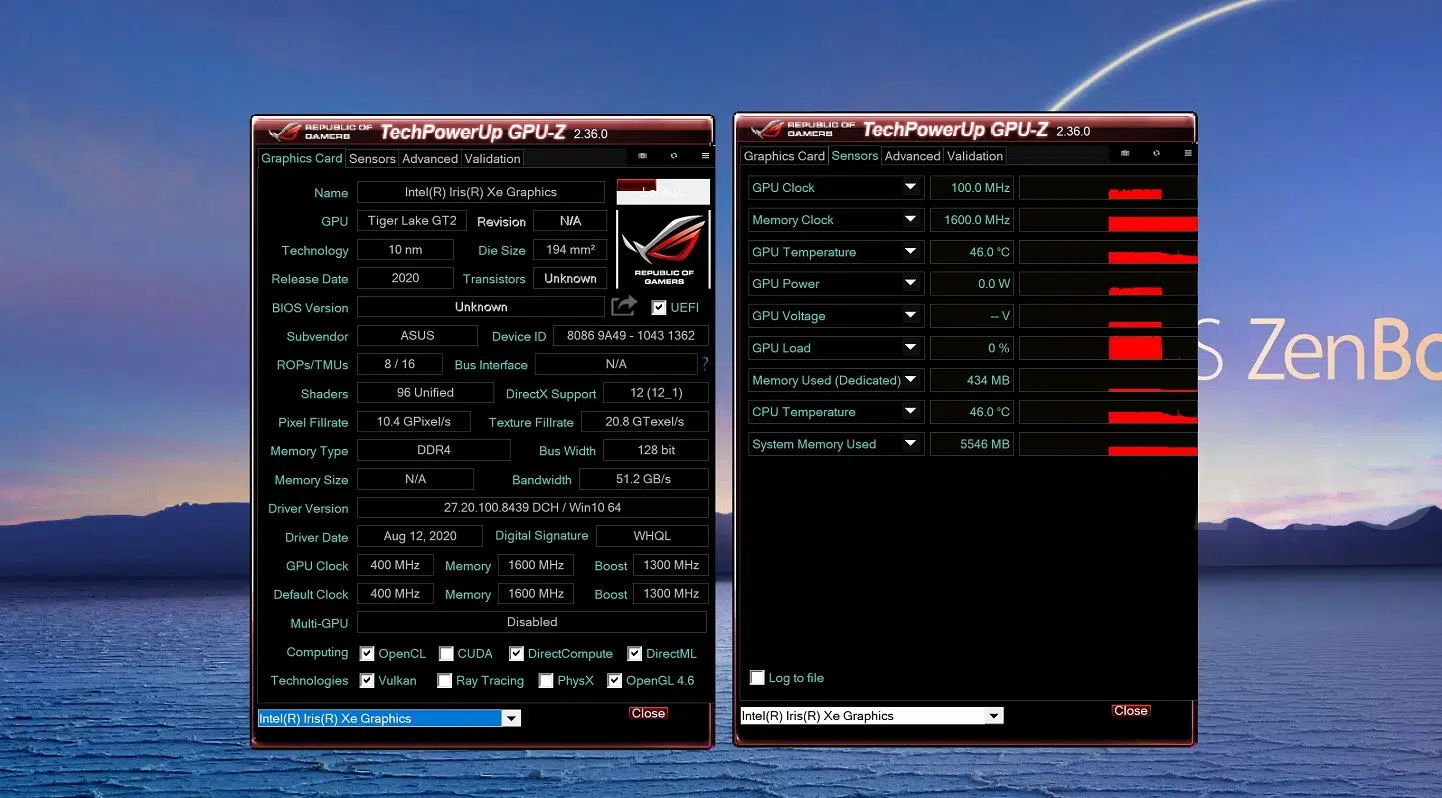 REPUBLIC OF GAMERS TechPowerUp GPU-Z 2.36.0
Graphics Card Sensors Advanced Validation
Name Intel(R) Iris(R) Xe Graphics
GPU Tiger Lake GT2 Revision N/A
Technology 10 nm Die Size 194 mm²
REPUBLIC OF
GAMERS
Release Date 2020 Transistors Unknown
BIOS Version Unknown UEFI
Subvendor ASUS Device ID 8086 9A49 - 1043 1362
ROPs/TMUs 8 / 16 Bus Interface N/A ?
Shaders 96 Unified DirectX Support 12 (12_1)
Pixel Fillrate 10.4 GPixel/s Texture Fillrate 20.8 GTexel/s
Memory Type DDR4 Bus Width 128 bit
Memory Size N/A Bandwidth 51.2 GB/s
Driver Version 27.20.100.8439 DCH / Win10 64
Driver Date Aug 12, 2020 Digital Signature WHQL
GPU Clock 400 MHz Memory 1600 MHz Boost 1300 MHz
Default Clock 400 MHz Memory 1600 MHz Boost 1300 MHz
Multi-GPU Disabled
Computing OpenCL CUDA DirectCompute DirectML
Technologies Vulkan Ray Tracing PhysX OpenGL 4.6
Intel(R) Iris(R) Xe Graphics Close
REPUBLIC OF GAMERS TechPowerUp GPU-Z 2.36.0
Graphics Card Sensors Advanced Validation
GPU Clock 100.0 MHz
Memory Clock 1600.0 MHz
GPU Temperature 46.0 °C
GPU Power 0.0 W
GPU Voltage -- V
GPU Load 0 %
Memory Used (Dedicated) 434 MB
CPU Temperature 46.0 °C
System Memory Used 5546 MB
Log to file
Intel(R) Iris(R) Xe Graphics Close
S ZenBo